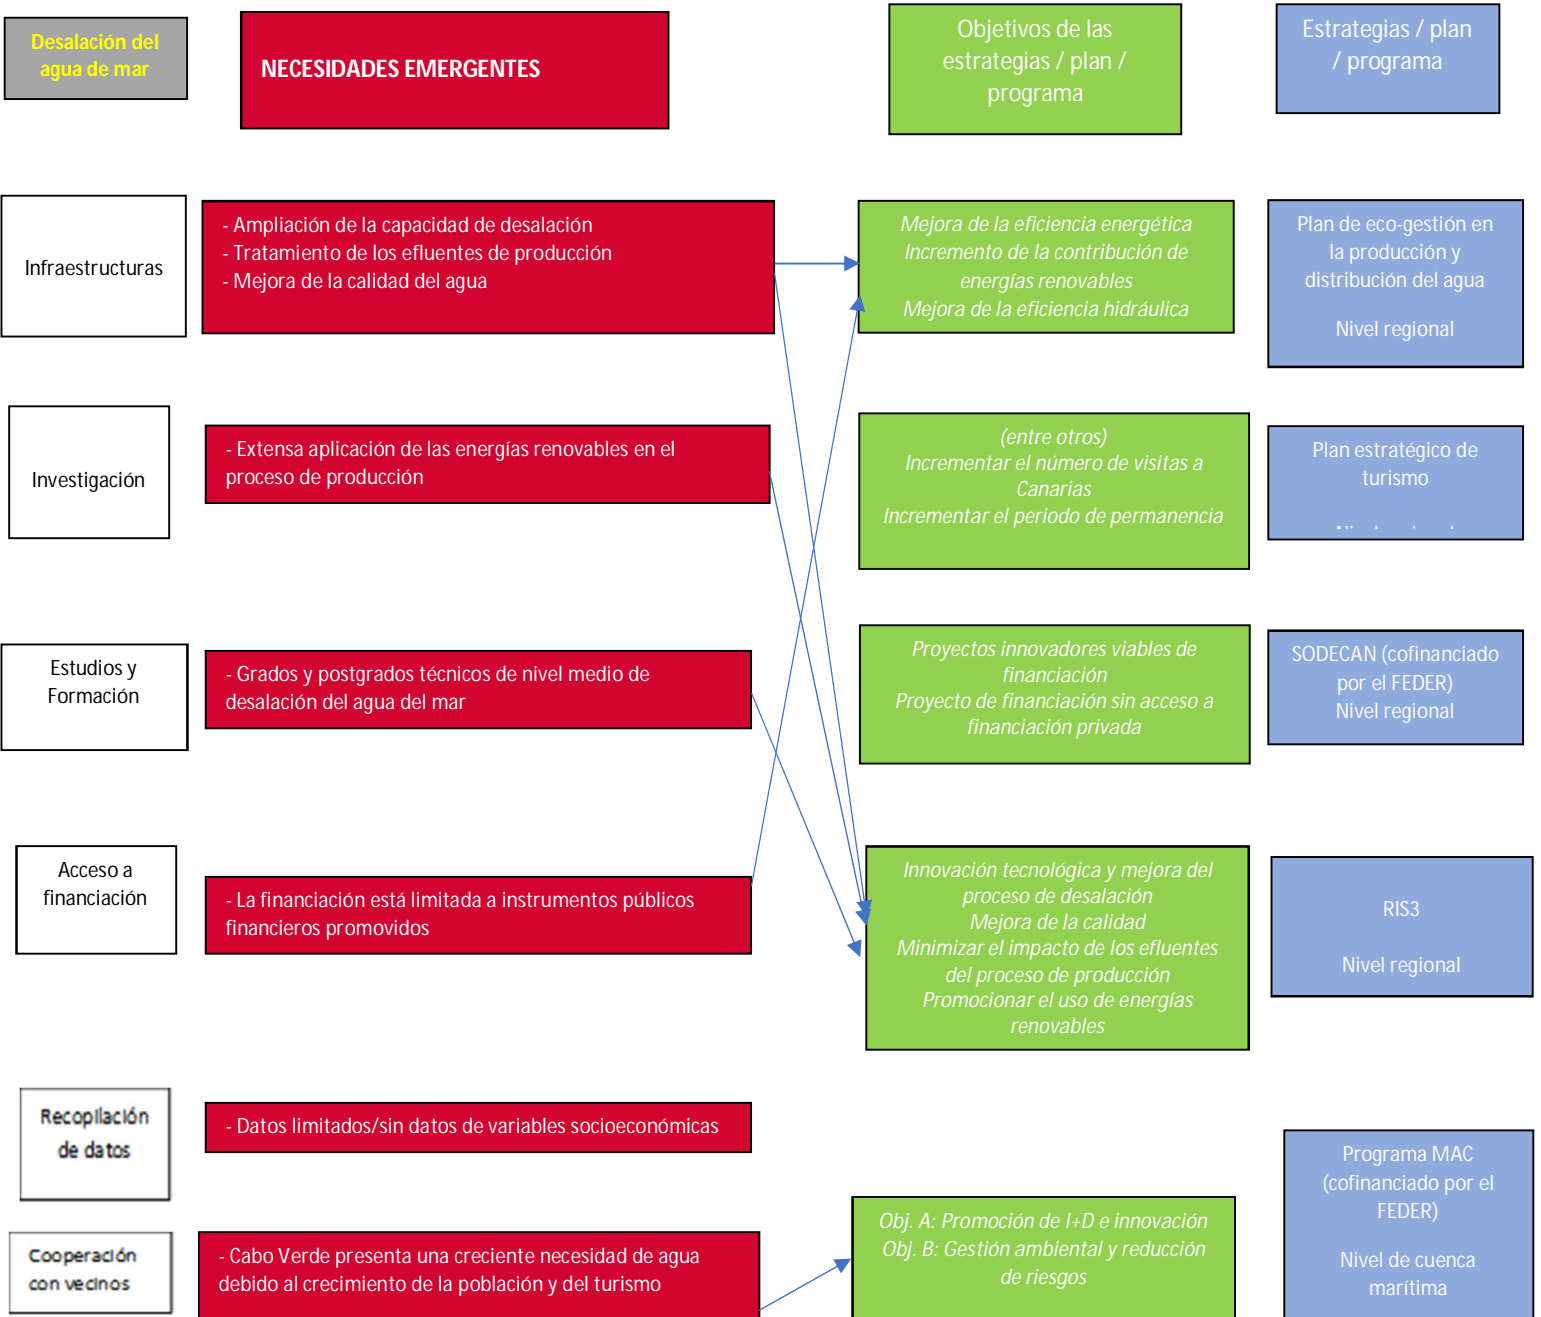 Desalación del
agua de mar
NECESIDADES EMERGENTES
Objetivos de las
estrategias / plan /
programa
Estrategias / plan
/ programa
Infraestructuras
- Ampliación de la capacidad de desalación
- Tratamiento de los efluentes de producción
- Mejora de la calidad del agua
Mejora de la eficiencia energética
Incremento de la contribución de
energías renovables
Mejora de la eficiencia hidráulica
Plan de eco-gestión en
la producción y
distribución del agua
Nivel regional
Investigación
- Extensa aplicación de las energías renovables en el
proceso de producción
(entre otros)
Incrementar el número de visitas a
Canarias
Incrementar el periodo de permanencia
Plan estratégico de
turismo
Estudios y
Formación
- Grados y postgrados técnicos de nivel medio de
desalación del agua del mar
Proyectos innovadores viables de
financiación
Proyecto de financiación sin acceso a
financiación privada
SODECAN (cofinanciado
por el FEDER)
Nivel regional
Acceso a
financiación
- La financiación está limitada a instrumentos públicos
financieros promovidos
Innovación tecnológica y mejora del
proceso de desalación
Mejora de la calidad
Minimizar el impacto de los efluentes
del proceso de producción
Promocionar el uso de energías
renovables
RIS3
Nivel regional
Recopilación
de datos
- Datos limitados/sin datos de variables socioeconómicas
Programa MAC
(cofinanciado por el
FEDER)
Nivel de cuenca
marítima
Cooperación
con vecinos
- Cabo Verde presenta una creciente necesidad de agua
debido al crecimiento de la población y del turismo
Obj. A: Promoción de I+D e innovación
Obj. B: Gestión ambiental y reducción
de riesgos